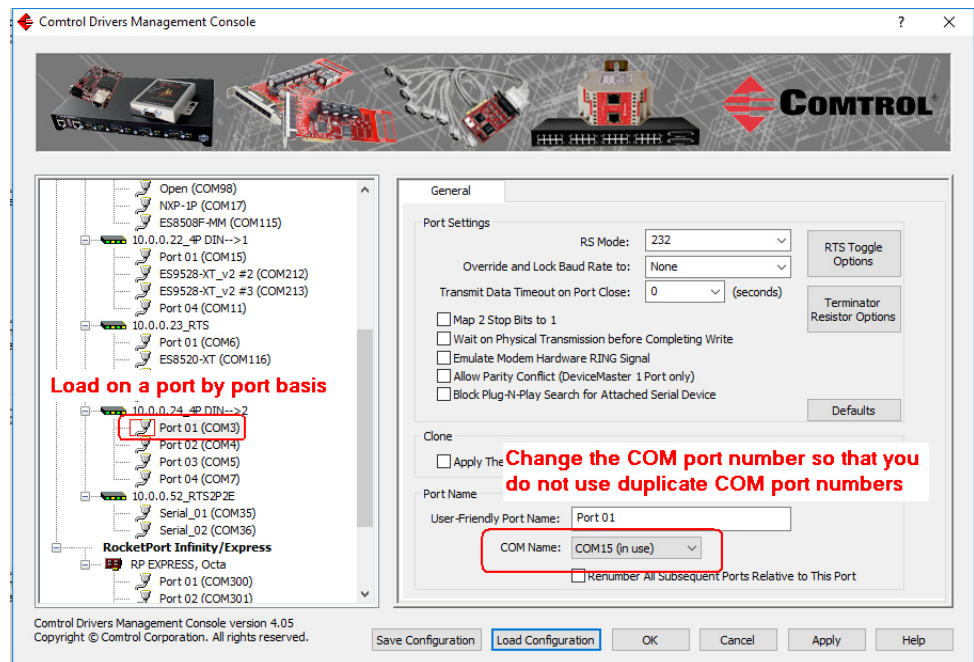 Comtrol Drivers Management Console
? ×
COMTROL®
Open (COM98)
NXP-1P (COM17)
ES8508F-MM (COM115)
10.0.0.22_4P DIN-->1
Port 01 (COM15)
ES9528-XT_v2 #2 (COM212)
ES9528-XT_v2 #3 (COM213)
Port 04 (COM11)
10.0.0.23_RTS
Port 01 (COM6)
ES8520-XT (COM116)
Load on a port by port basis
10.0.0.24_4P DIN-->2
Port 01 (COM3)
Port 02 (COM4)
Port 03 (COM5)
Port 04 (COM7)
10.0.0.52_RTS2P2E
Serial_01 (COM35)
Serial_02 (COM36)
RocketPort Infinity/Express
RP EXPRESS, Octa
Port 01 (COM300)
Port 02 (COM301)
General
Port Settings
RS Mode: 232
Override and Lock Baud Rate to: None
Transmit Data Timeout on Port Close: 0 (seconds)
Map 2 Stop Bits to 1
Wait on Physical Transmission before Completing Write
Emulate Modem Hardware RING Signal
Allow Parity Conflict (DeviceMaster 1 Port only)
Block Plug-N-Play Search for Attached Serial Device
RTS Toggle
Options
Terminator
Resistor Options
Defaults
Clone
Apply The
Change the COM port number so that you
do not use duplicate COM port numbers
Port Name
User-Friendly Port Name: Port 01
COM Name: COM15 (in use)
Renumber All Subsequent Ports Relative to This Port
Comtrol Drivers Management Console version 4.05
Copyright © Comtrol Corporation. All rights reserved.
Save Configuration Load Configuration OK Cancel Apply Help